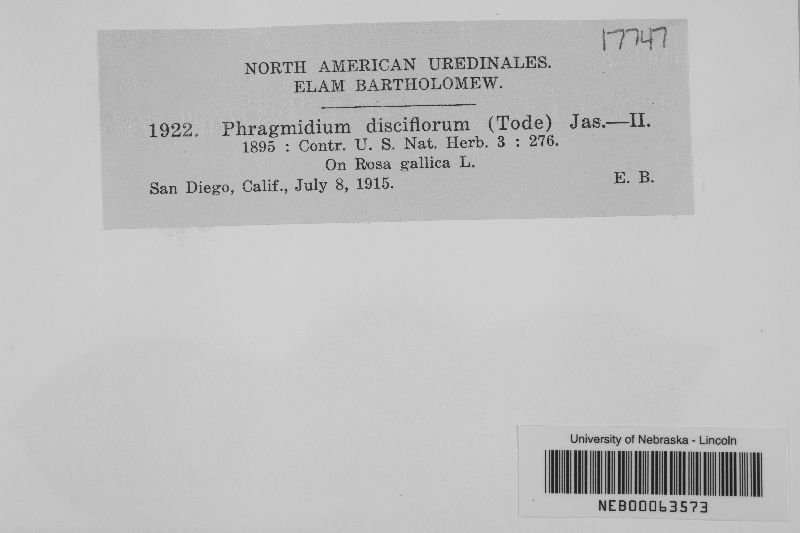 17747
NORTH AMERICAN UREDINALES.
ELAM BARTHOLOMEW.
1922. Phragmidium disciflorum (Tode) Jas.—II.
1895 : Contr. U. S. Nat. Herb. 3 : 276.
On Rosa gallica L.
San Diego, Calif., July 8, 1915. E. B.
University of Nebraska - Lincoln
NEB00063573